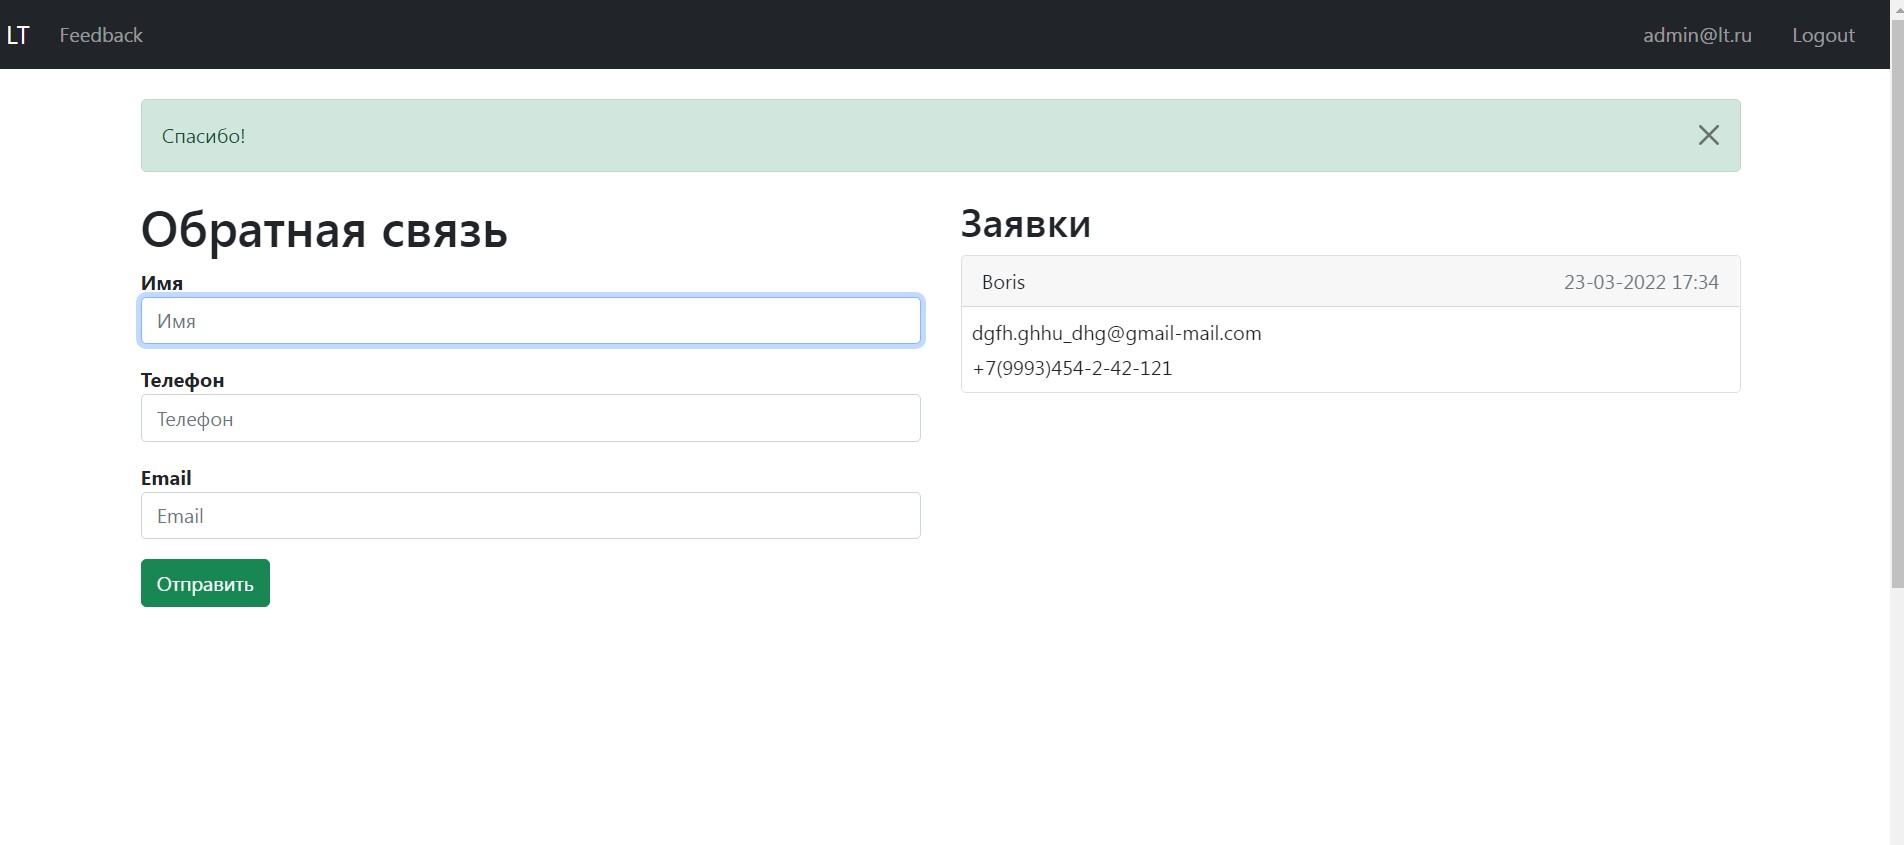 LT Feedback admin@lt.ru Logout
Спасибо!
Обратная связь
Имя
Имя
Телефон
Телефон
Email
Email
Отправить
Заявки
Boris 23-03-2022 17:34
dgfh.ghhu_dhg@gmail-mail.com
+7(9993)454-2-42-121